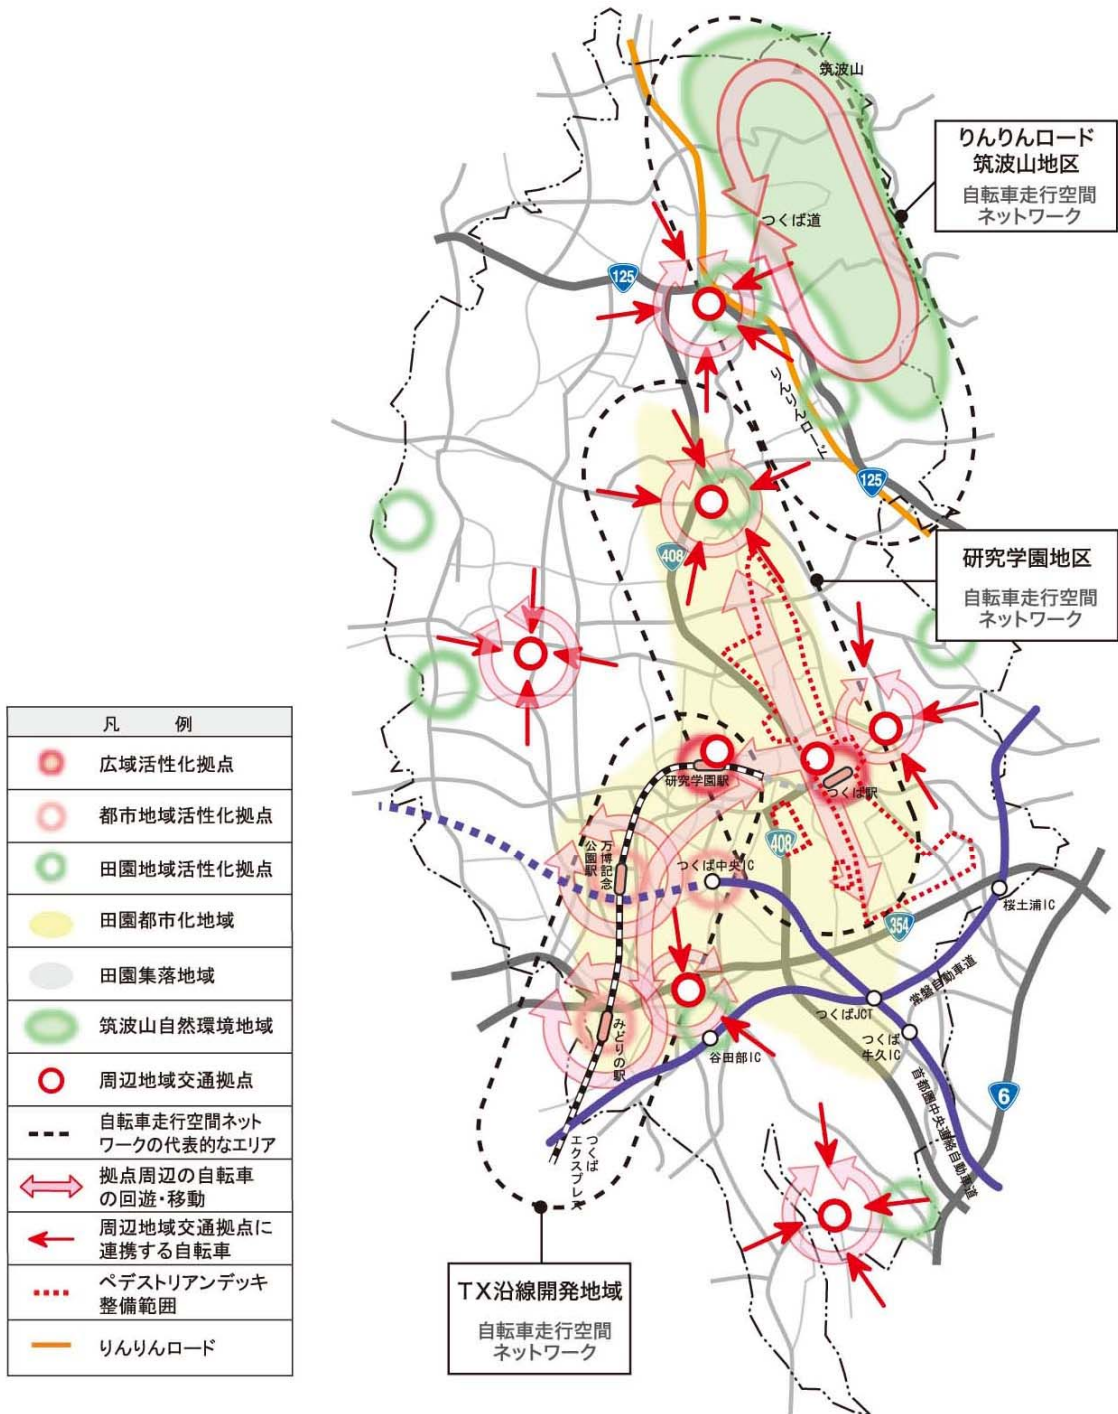 筑波山
りんりんロード
筑波山地区
自転車走行空間
ネットワーク
つくば道
125
りんりんロード
125
研究学園地区
自転車走行空間
ネットワーク
408
研究学園駅
つくば駅
万博記念
公園駅
つくば中央IC
408
354
桜土浦IC
常磐自動車道
つくばJCT
つくば
牛久IC
谷田部IC
みどりの駅
首都圏中央連絡自動車道
6
つくば
エクスプレス
TX沿線開発地域
自転車走行空間
ネットワーク
凡 例
広域活性化拠点
都市地域活性化拠点
田園地域活性化拠点
田園都市化地域
田園集落地域
筑波山自然環境地域
周辺地域交通拠点
自転車走行空間ネット
ワークの代表的なエリア
拠点周辺の自転車
の回遊・移動
周辺地域交通拠点に
連携する自転車
ペデストリアンデッキ
整備範囲
りんりんロード